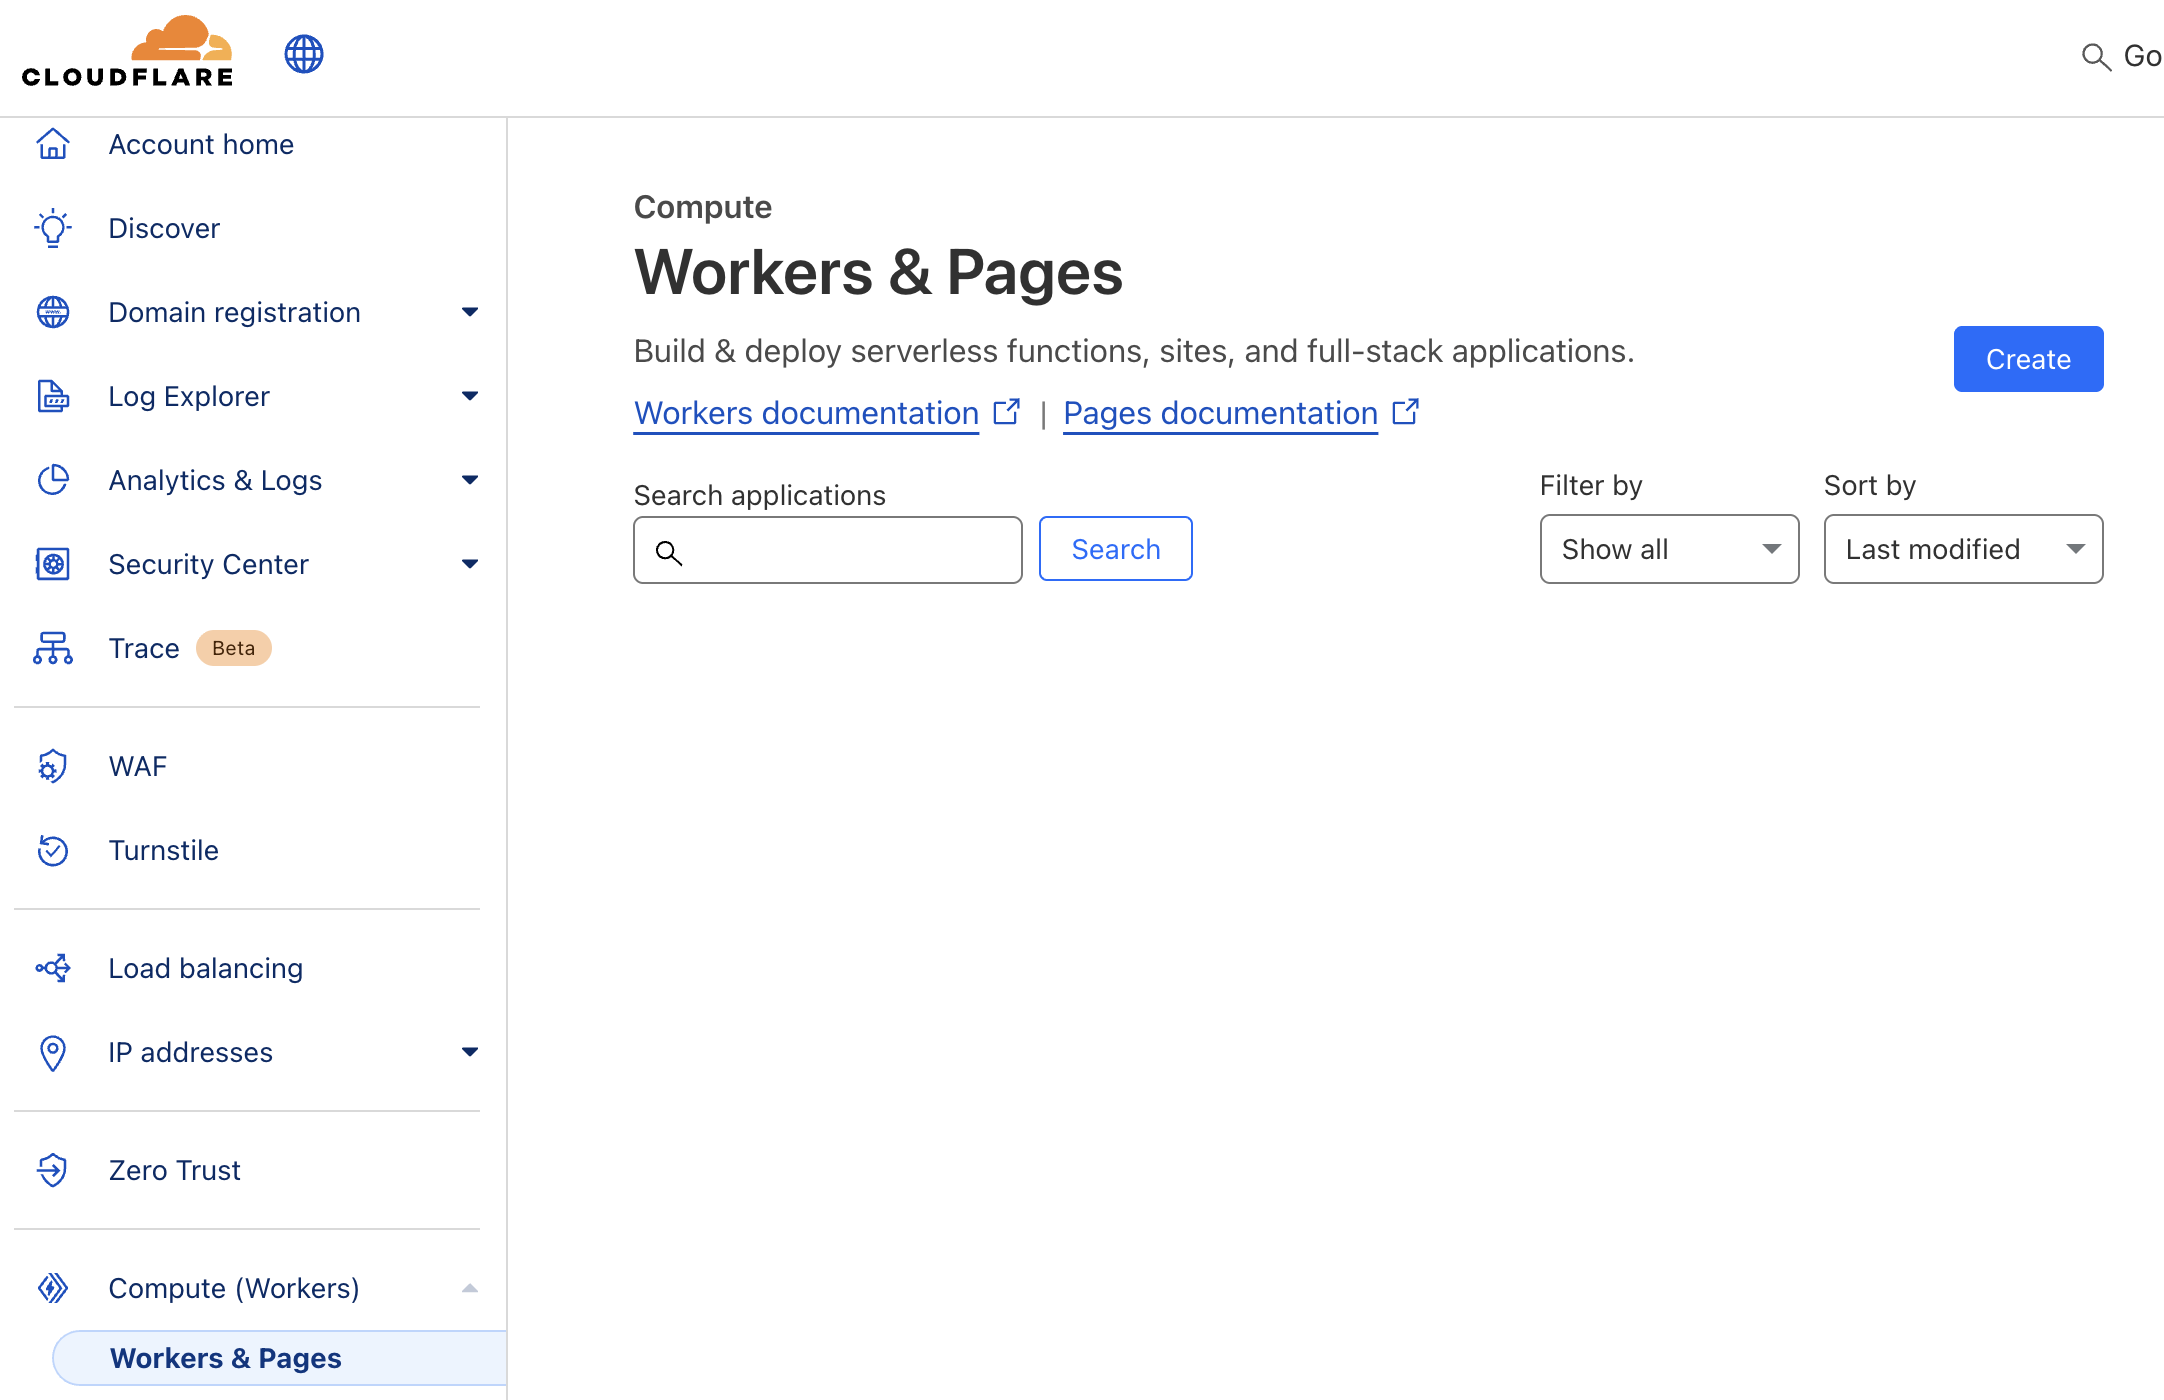 CLOUDFLARE
Go
Account home
Discover
Domain registration
Log Explorer
Analytics & Logs
Security Center
Trace Beta
WAF
Turnstile
Load balancing
IP addresses
Zero Trust
Compute (Workers)
Workers & Pages
Compute
Workers & Pages
Build & deploy serverless functions, sites, and full-stack applications.
Create
Workers documentation | Pages documentation
Search applications
Search
Filter by
Show all
Sort by
Last modified